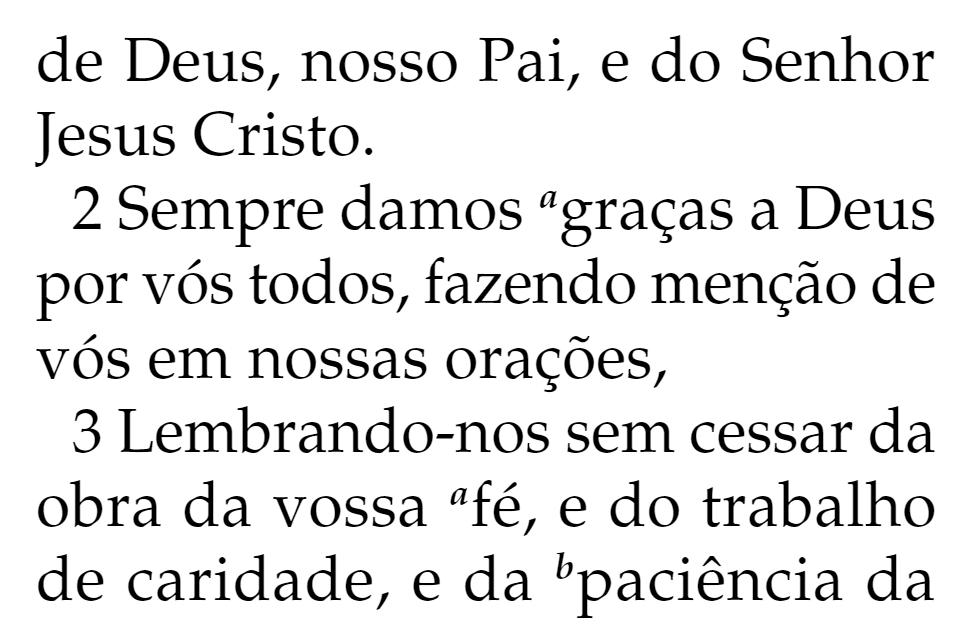 de Deus, nosso Pai, e do Senhor
Jesus Cristo.
2 Sempre damos ᵃgraças a Deus
por vós todos, fazendo menção de
vós em nossas orações,
3 Lembrando-nos sem cessar da
obra da vossa ᵃfé, e do trabalho
de caridade, e da ᵇpaciência da